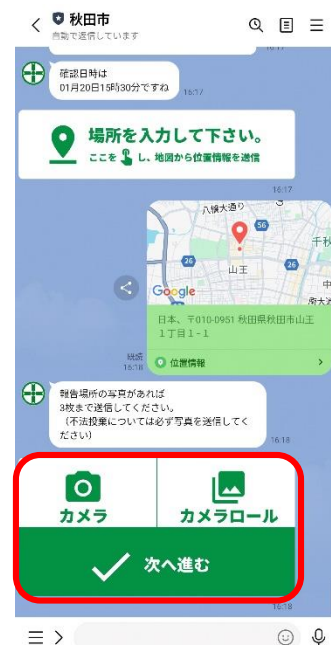 秋田市
自動で返信しています
16:17
確認日時は
01月20日15時30分ですね
16:17
場所を入力して下さい。
ここを し、地図から位置情報を送信
16:17
八橋大通り
56
千秋
26
26
山王
中
Google
日本、〒010-0951 秋田県秋田市山王
1丁目1-1
既読
16:18
位置情報
報告場所の写真があれば
3枚まで送信してください。
(不法投棄については必ず写真を送信してく
ださい)
16:18
カメラ
カメラロール
次へ進む
16:18